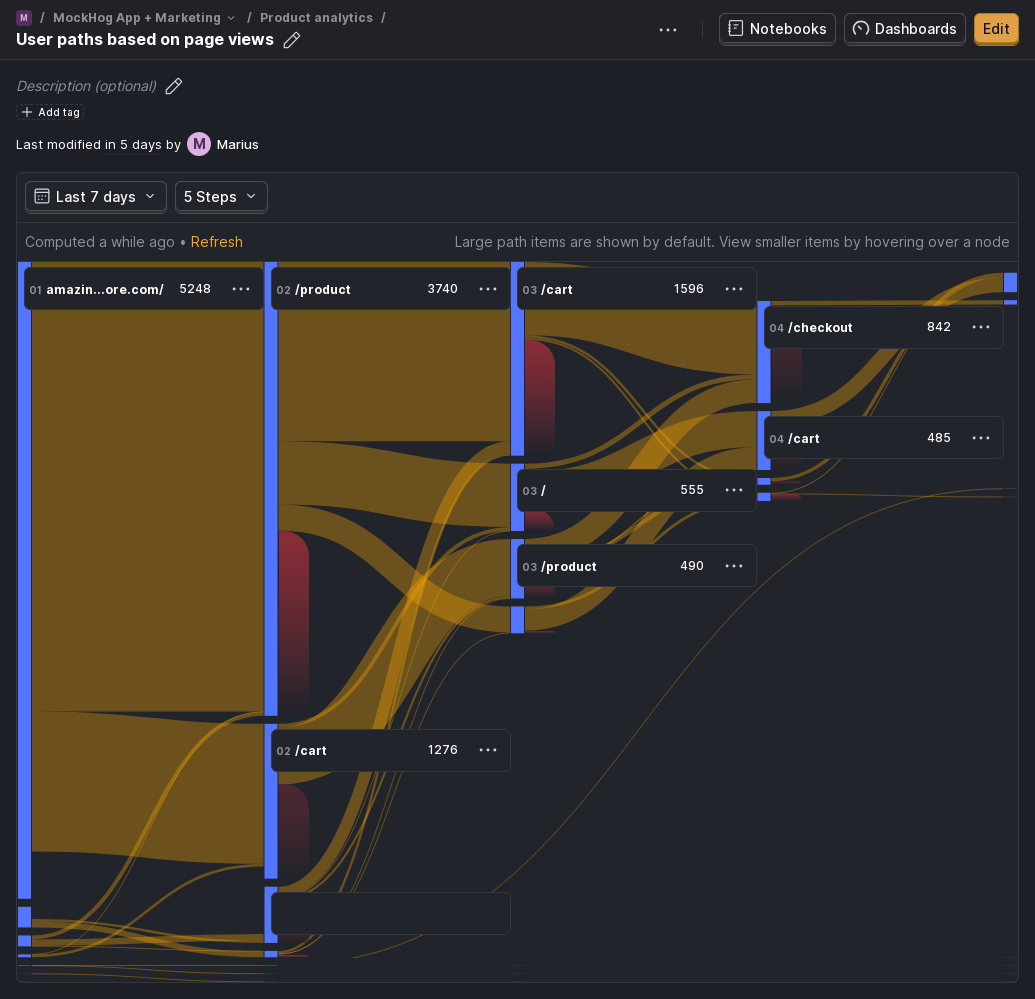 M / MockHog App + Marketing / Product analytics /
User paths based on page views
Notebooks
Dashboards
Edit
Description (optional)
Add tag
Last modified in 5 days by M Marius
Last 7 days
5 Steps
Computed a while ago • Refresh
Large path items are shown by default. View smaller items by hovering over a node
01 amazin...ore.com/ 5248
02 /product 3740
03 /cart 1596
04 /checkout 842
04 /cart 485
03 / 555
03 /product 490
02 /cart 1276